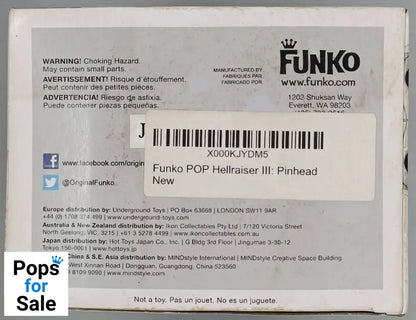 WARNING! Choking Hazard.
May contain small parts.
AVERTISSEMENT! Risque d'étouffement.
Peut contenir des petites pièces.
ADVERTENCIA! Riesgo de asfixia.
Puede contener piezas pequeñas.
MANUFACTURED BY
FABRIQUÉS PAR
FABRICADO POR
FUNKO
www.funko.com
1202 Shuksan Way
Everett, WA 98203
J
X000KJYDM5
Funko POP Hellraiser III: Pinhead
New
www.facebook.com/origin
@OriginalFunko
Europe distribution by: Underground Toys | PO Box 63668 | LONDON SW11 9AR
+44 (0) 1708 374 499 | www.underground-toys.com
Australia & New Zealand distribution by: Ikon Collectables Pty Ltd | 7/120 Victoria Street
North Geelong, VIC. 3215 | +61 3 5278 4499 | www.ikoncollectables.com.au
Japan distribution by: Hot Toys Japan Co., Inc. | G Bldg 3rd Floor | Jingumae 3-30-12
Tokyo 150-0001 | www.hottoys.jp
China & S.E. Asia distribution by: MINDstyle International | MINDstyle Creative Space Building
West Xinnan Road | Dongguan, Guangdong, China 523560
8109 9090 | www.mindstyle.com
Not a toy. Pas un jouet. No es un juguete.
Pops
for
Sale